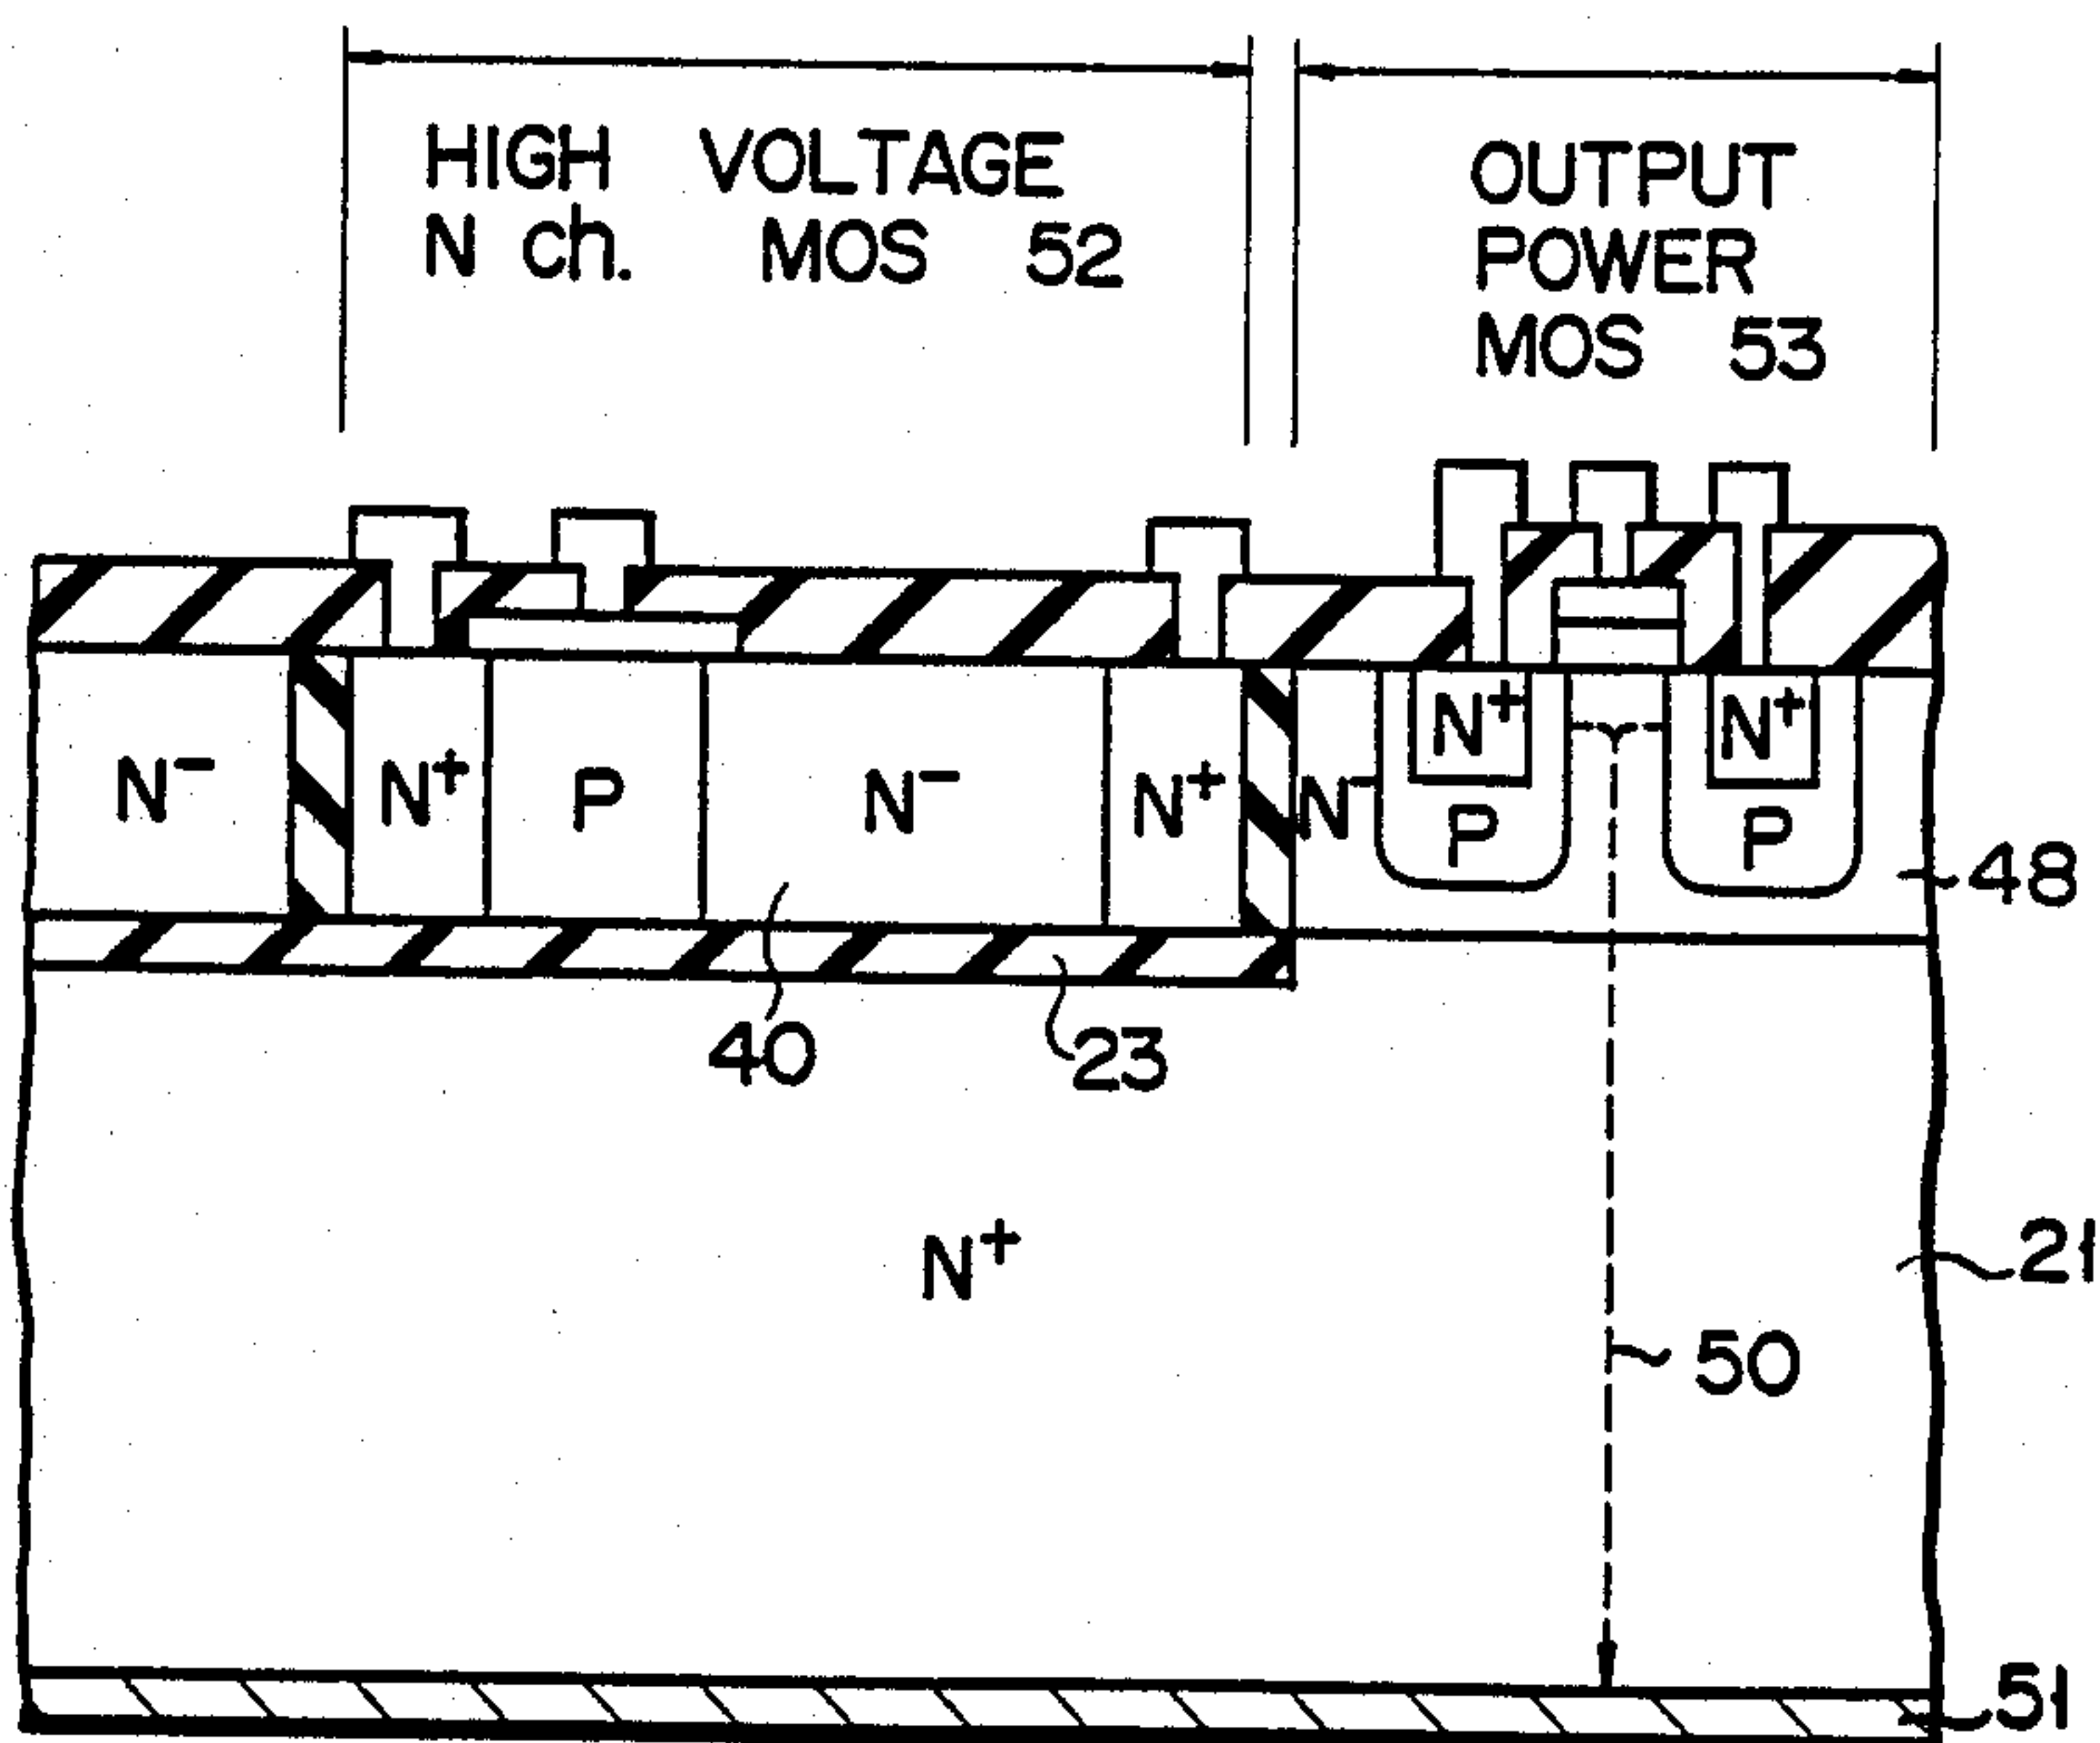 HIGH VOLTAGE
N ch. MOS 52
OUTPUT
POWER
MOS 53
N⁻
N⁺
P
N⁻
N⁺
N⁻
N⁺
P
N⁺
P
48
40
23
N⁺
21
50
51